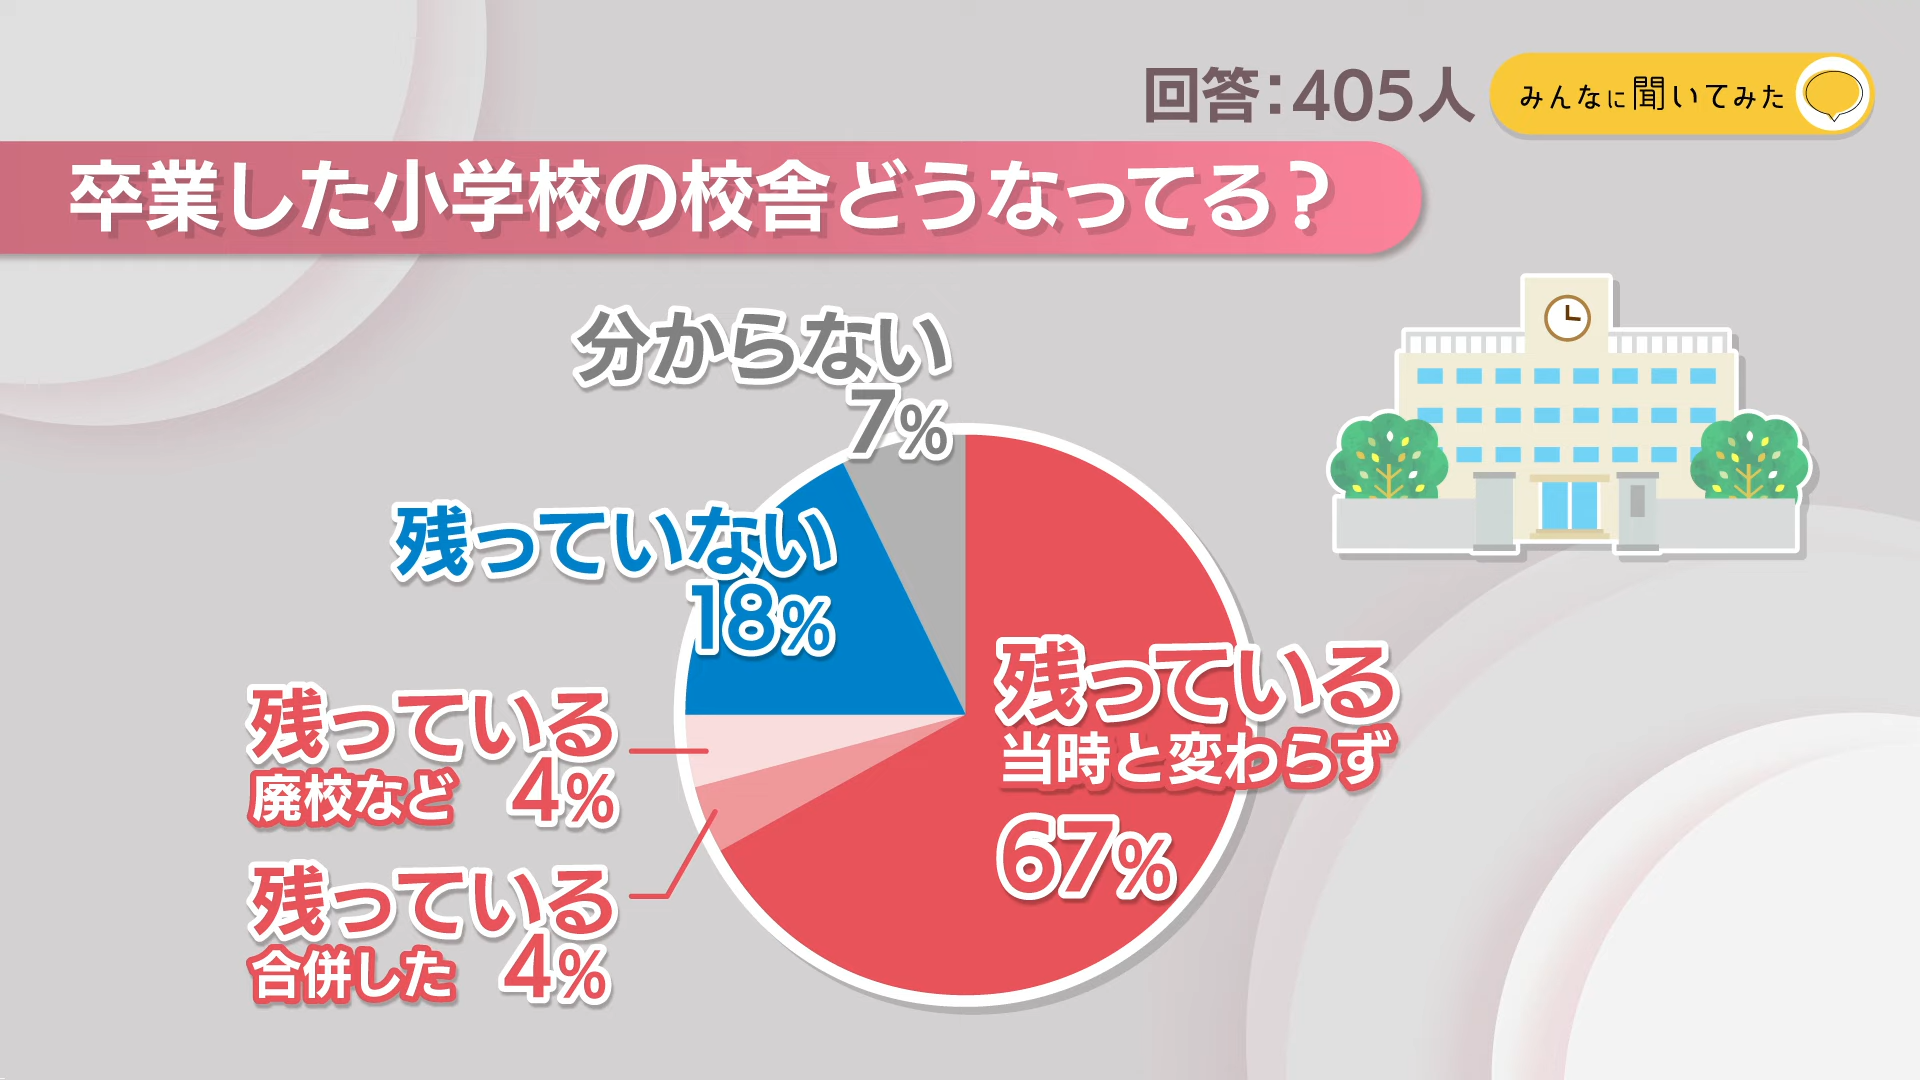 回答：405人
みんなに聞いてみた
卒業した小学校の校舎どうなってる？
分からない
7%
残っていない
18%
残っている
当時と変わらず
67%
残っている
廃校など 4%
残っている
合併した 4%